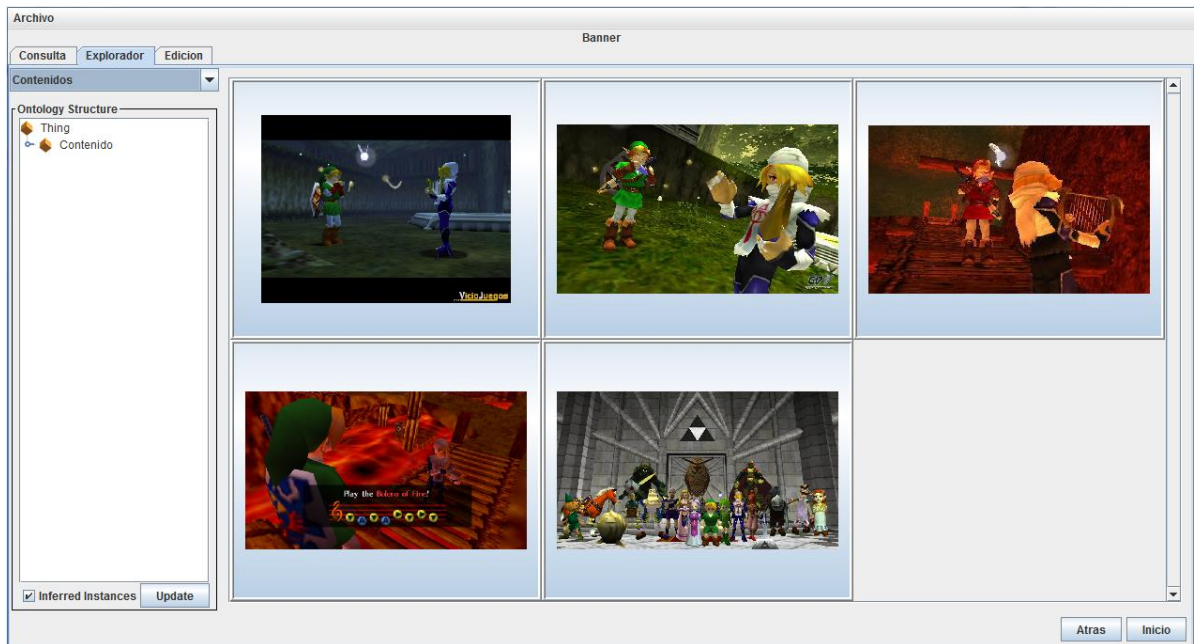 Archivo
Banner
Consulta Explorador Edicion
Contenidos
Ontology Structure
Thing
Contenido
VicioJuegos
Play the Bolero of Fire!
Inferred Instances Update
Atras Inicio